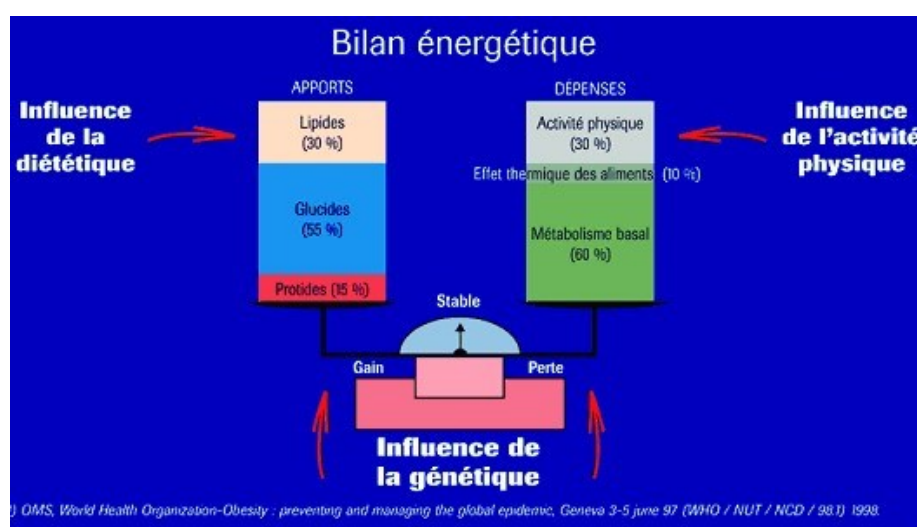 Bilan énergétique
APPORTS
DÉPENSES
Influence
de la
diététique
Lipides
(30 %)
Glucides
(55 %)
Protides (15 %)
Activité physique
(30 %)
Effet thermique des aliments (10 %)
Métabolisme basal
(60 %)
Influence
de l'activité
physique
Stable
Gain
Perte
Influence de
la génétique
) OMS, World Health Organization-Obesity : preventing and managing the global epidemic, Geneva 3-5 june 97 (WHO / NUT / NCD / 98.1) 1998.